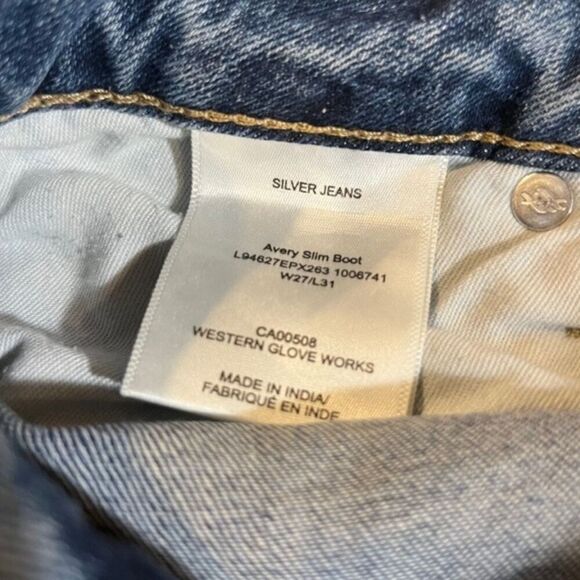 SILVER JEANS
Avery Slim Boot
L94627EPX263 1006741
W27/L31
CA00508
WESTERN GLOVE WORKS
MADE IN INDIA/
FABRIQUÉ EN INDE